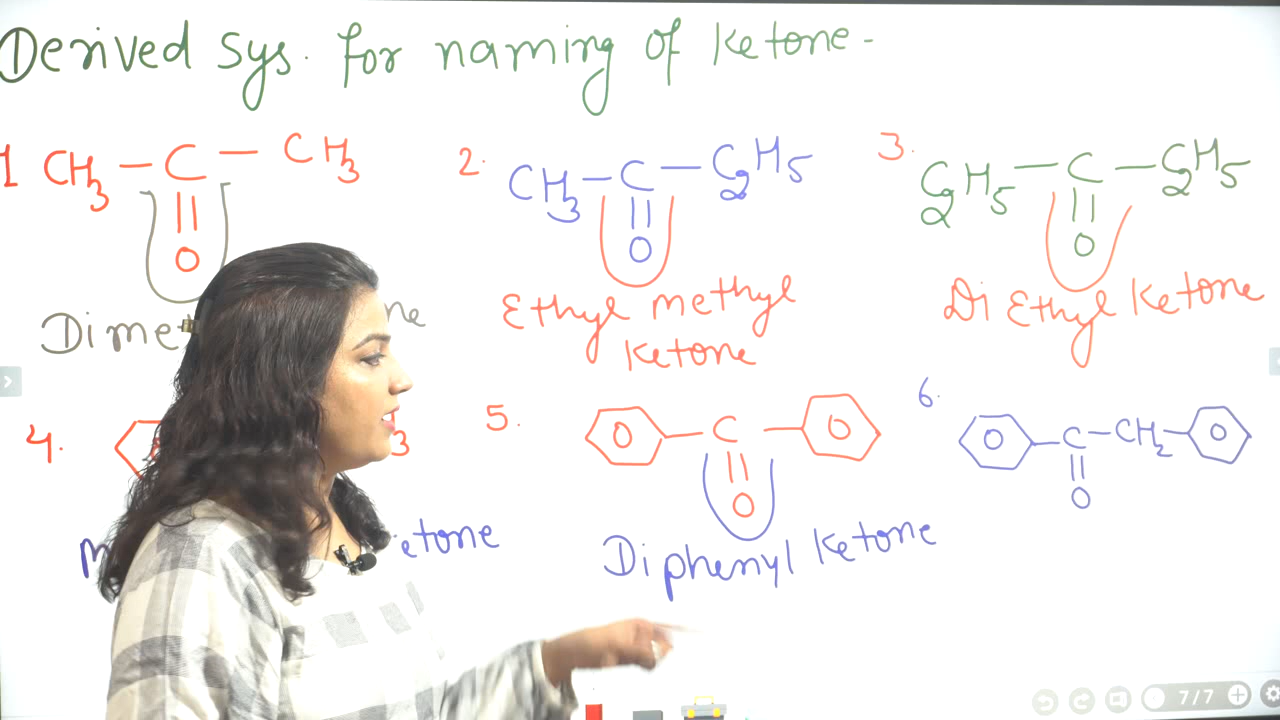 Derived Sys. for naming of Ketone-
1 CH3 – C – CH3
O
2. CH3 – C – C2H5
O
Ethyl methyl
Ketone
3. C2H5 – C – C2H5
O
Di Ethyl Ketone
4.
5. C
O
Diphenyl Ketone
6. C – CH2
O
7/7